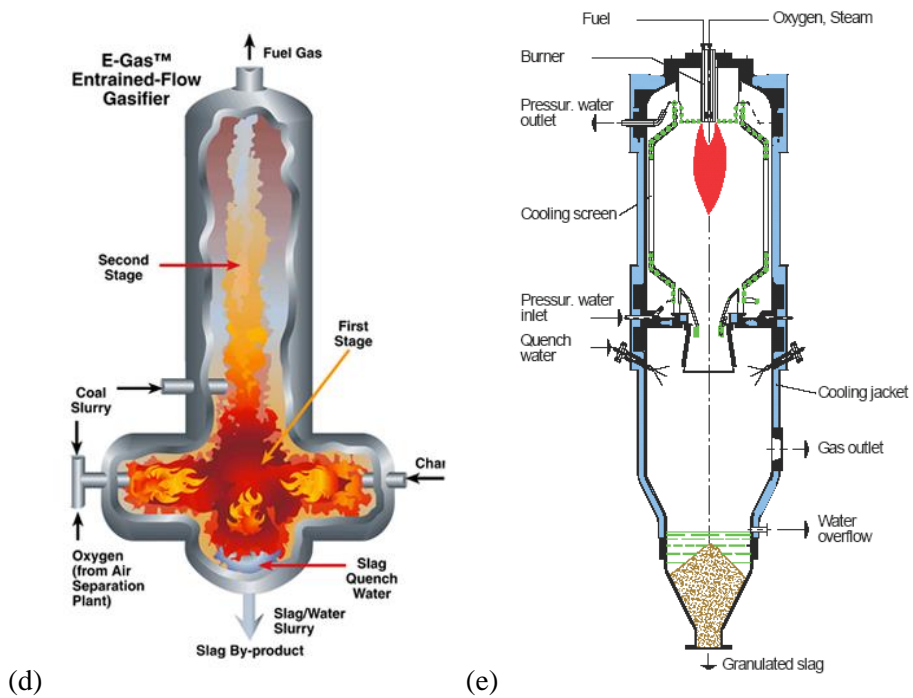 E-Gas™
Entrained-Flow
Gasifier
Fuel Gas
Second
Stage
First
Stage
Coal
Slurry
Char
Oxygen
(from Air
Separation
Plant)
Slag
Quench
Water
Slag/Water
Slurry
Slag By-product
(d)
Fuel
Oxygen, Steam
Burner
Pressur. water
outlet
Cooling screen
Pressur. water
inlet
Quench
water
Cooling jacket
Gas outlet
Water
overflow
Granulated slag
(e)